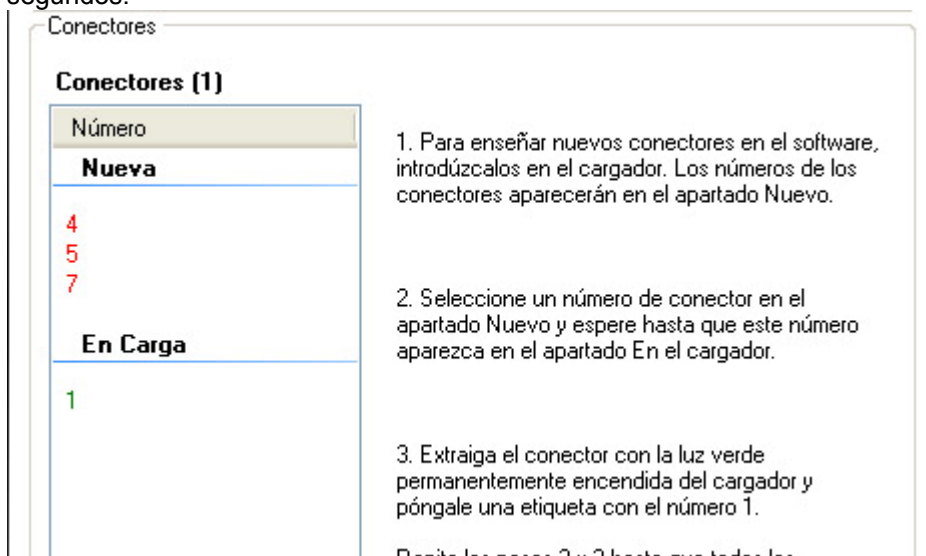 segundos.
Conectores
Conectores (1)
Número
Nueva
4
5
7
En Carga
1
1. Para enseñar nuevos conectores en el software,
introdúzcalos en el cargador. Los números de los
conectores aparecerán en el apartado Nuevo.
2. Seleccione un número de conector en el
apartado Nuevo y espere hasta que este número
aparezca en el apartado En el cargador.
3. Extraiga el conector con la luz verde
permanentemente encendida del cargador y
póngale una etiqueta con el número 1.